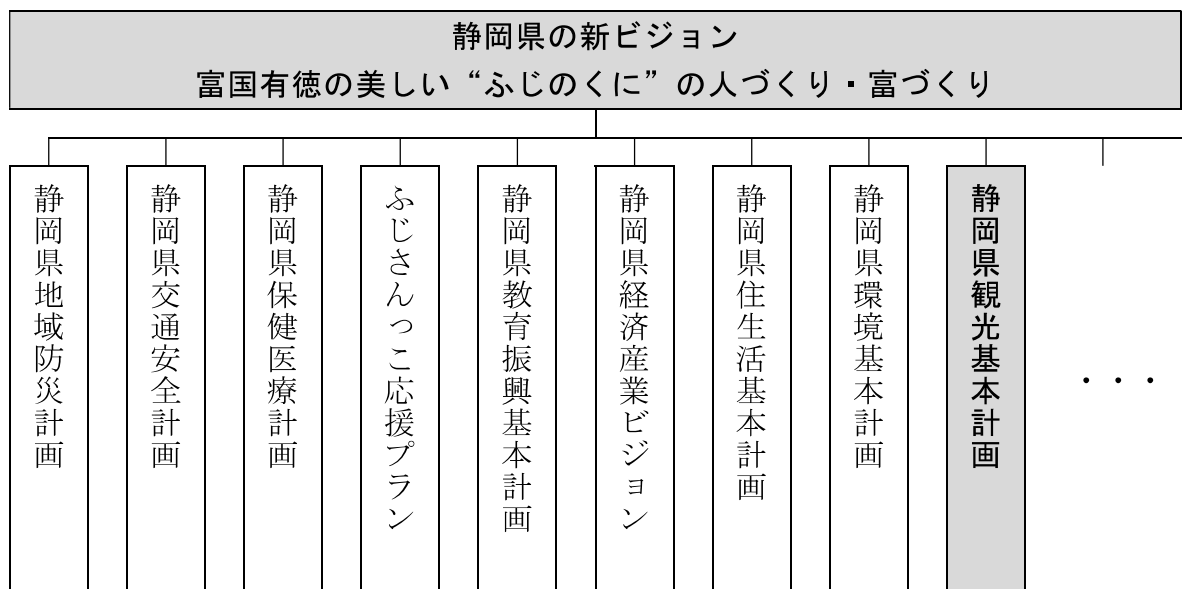 静岡県の新ビジョン
富国有徳の美しい“ふじのくに”の人づくり・富づくり
静岡県地域防災計画
静岡県交通安全計画
静岡県保健医療計画
ふじさんっこ応援プラン
静岡県教育振興基本計画
静岡県経済産業ビジョン
静岡県住生活基本計画
静岡県環境基本計画
静岡県観光基本計画
・・・